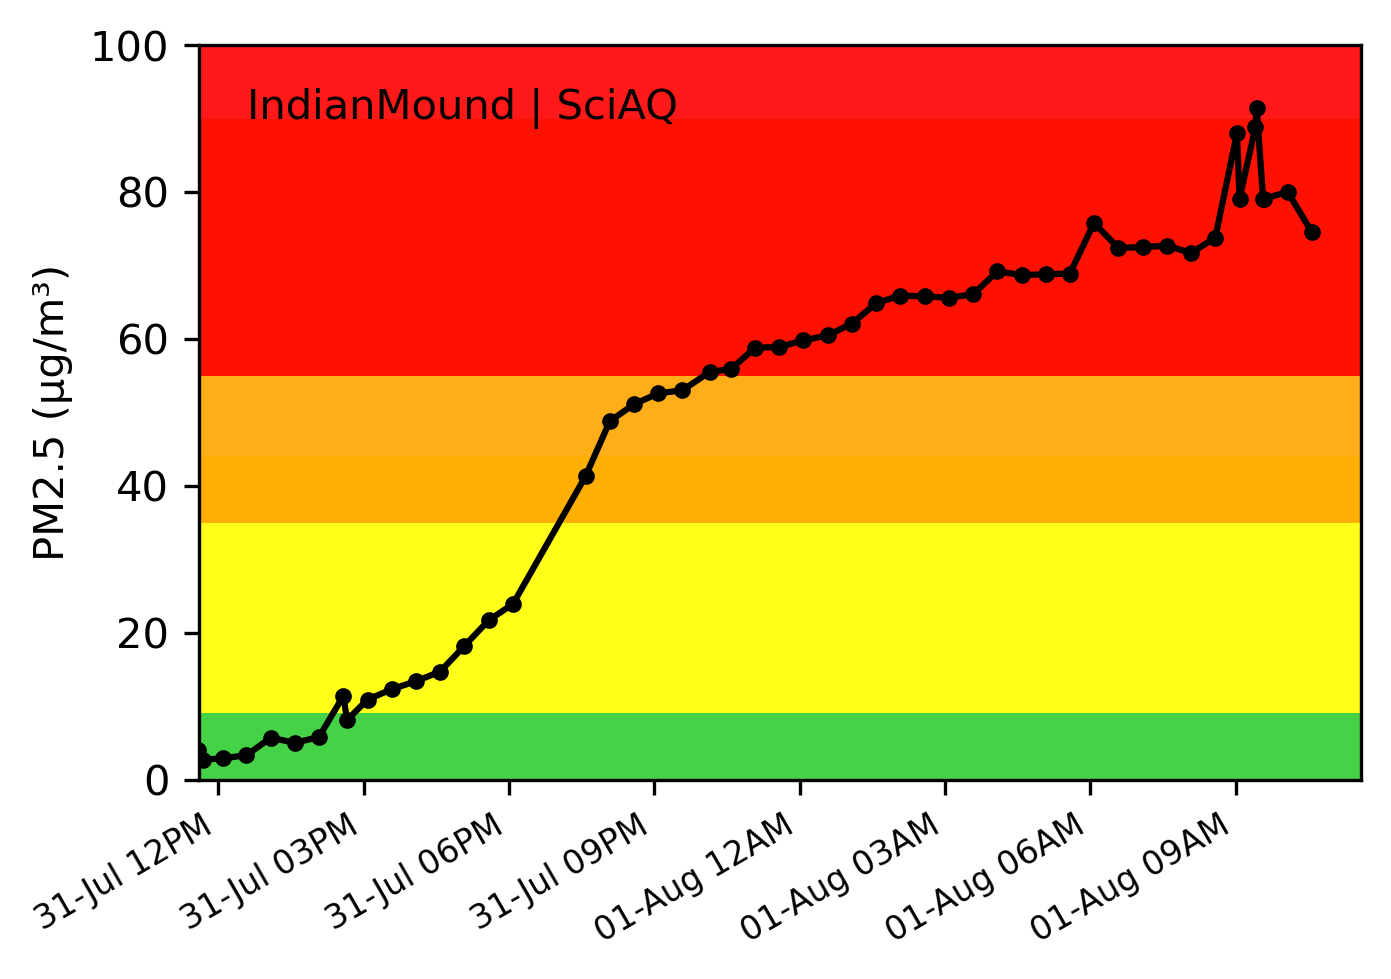 IndianMound | SciAQ
PM2.5 (µg/m³)
100
80
60
40
20
0
31-Jul 12PM
31-Jul 03PM
31-Jul 06PM
31-Jul 09PM
01-Aug 12AM
01-Aug 03AM
01-Aug 06AM
01-Aug 09AM